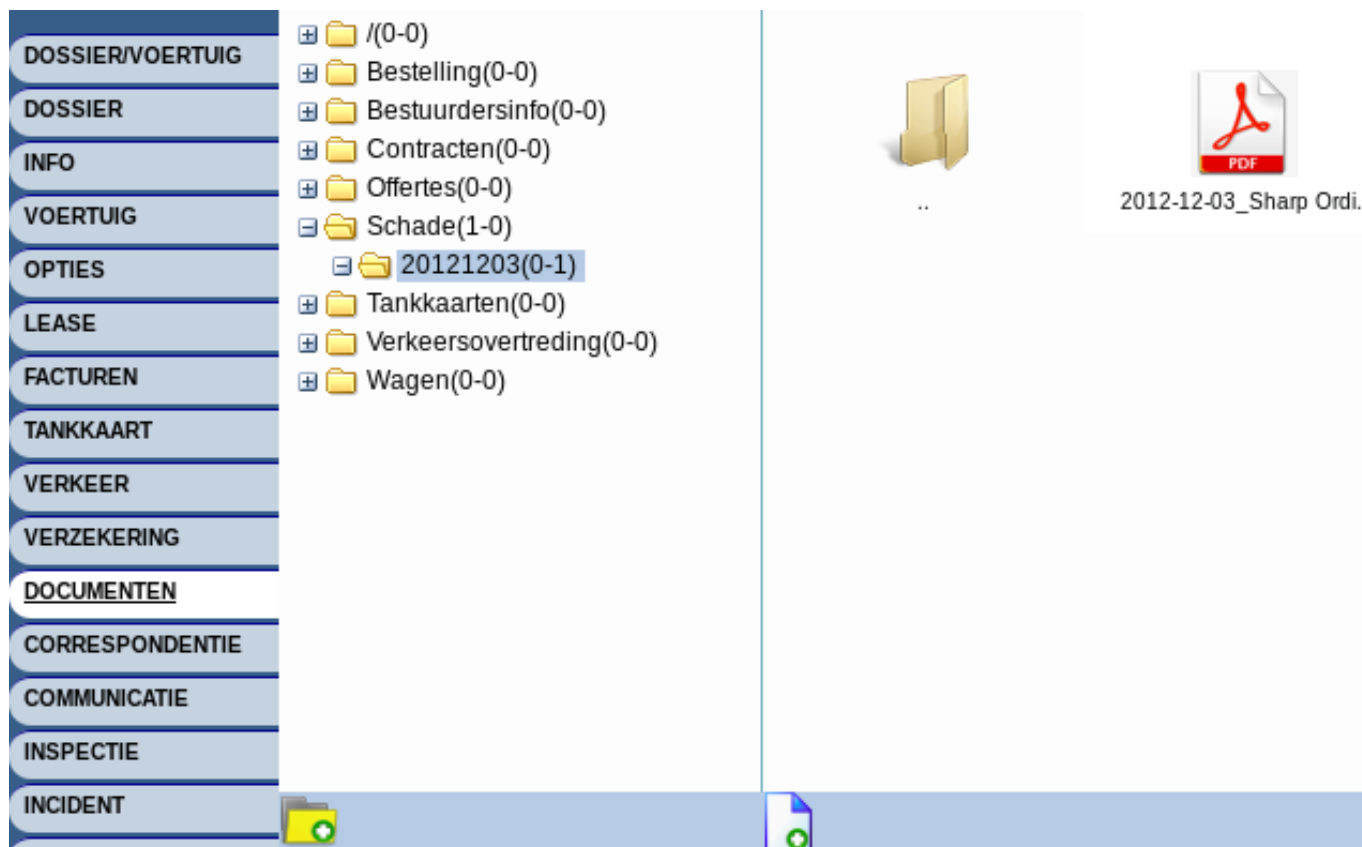 DOSSIER/VOERTUIG
DOSSIER
INFO
VOERTUIG
OPTIES
LEASE
FACTUREN
TANKKAART
VERKEER
VERZEKERING
DOCUMENTEN
CORRESPONDENTIE
COMMUNICATIE
INSPECTIE
INCIDENT
/(0-0)
Bestelling(0-0)
Bestuurdersinfo(0-0)
Contracten(0-0)
Offertes(0-0)
Schade(1-0)
20121203(0-1)
Tankkaarten(0-0)
Verkeersovertreding(0-0)
Wagen(0-0)
..
PDF
2012-12-03_Sharp Ordi.